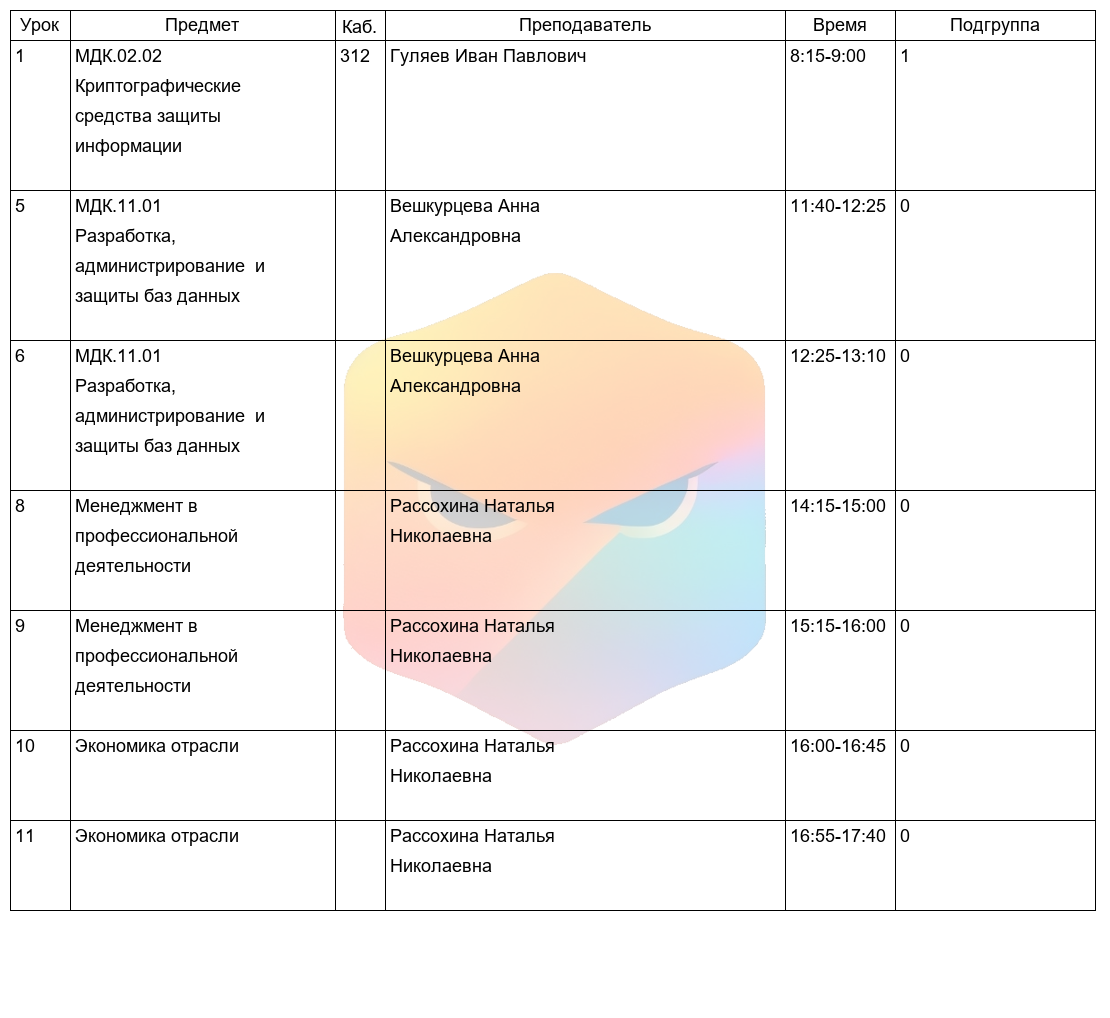 Урок Предмет Каб. Преподаватель Время Подгруппа
1 МДК.02.02 312 Гуляев Иван Павлович 8:15-9:00 1
Криптографические
средства защиты
информации
5 МДК.11.01 Вешкурцева Анна 11:40-12:25 0
Разработка, Александровна
администрирование  и
защиты баз данных
6 МДК.11.01 Вешкурцева Анна 12:25-13:10 0
Разработка, Александровна
администрирование  и
защиты баз данных
8 Менеджмент в Рассохина Наталья 14:15-15:00 0
профессиональной Николаевна
деятельности
9 Менеджмент в Рассохина Наталья 15:15-16:00 0
профессиональной Николаевна
деятельности
10 Экономика отрасли Рассохина Наталья 16:00-16:45 0
Николаевна
11 Экономика отрасли Рассохина Наталья 16:55-17:40 0
Николаевна